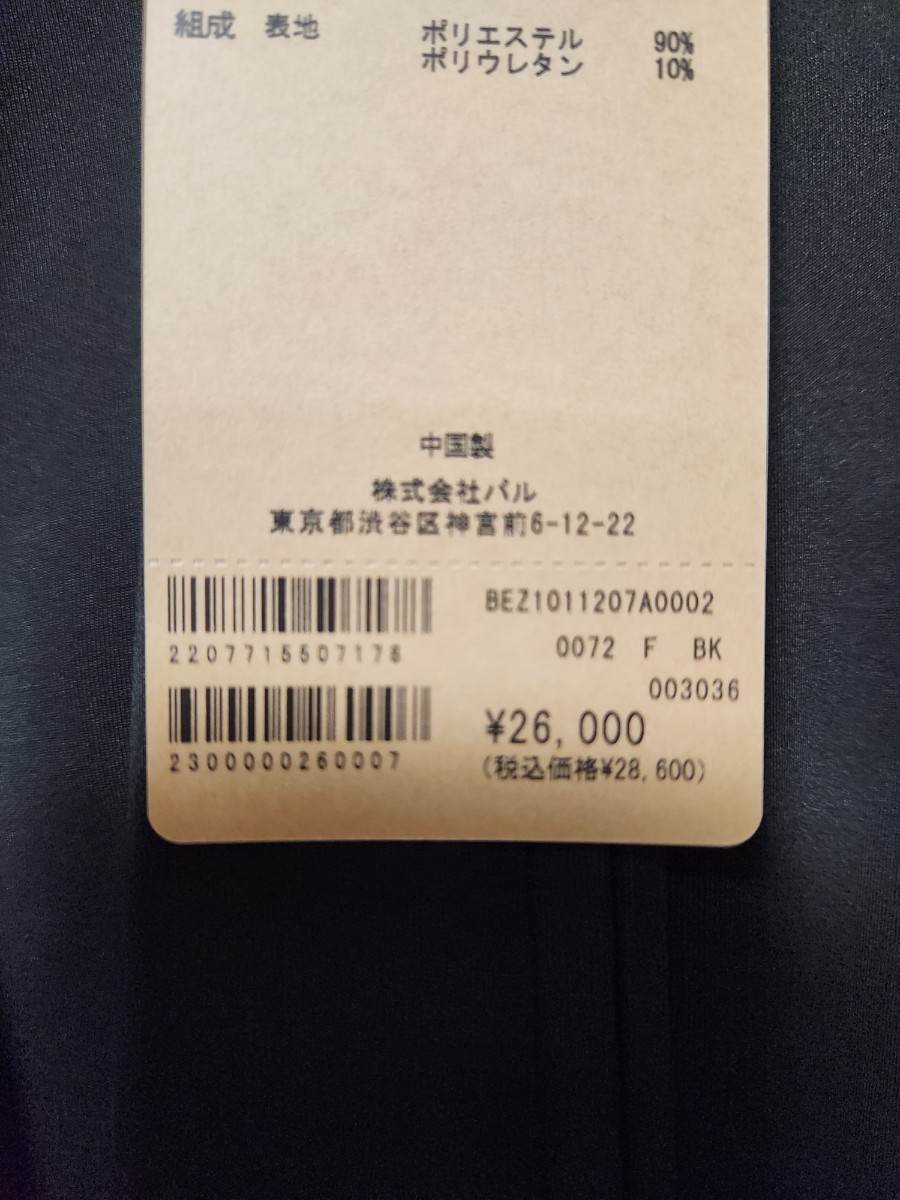 組成 表地 ポリエステル 90%
ポリウレタン 10%
中国製
株式会社パル
東京都渋谷区神宮前6-12-22
BEZ1011207A0002
2207715507178
0072 F BK
003036
¥26,000
2300000260007
(税込価格¥28,600)